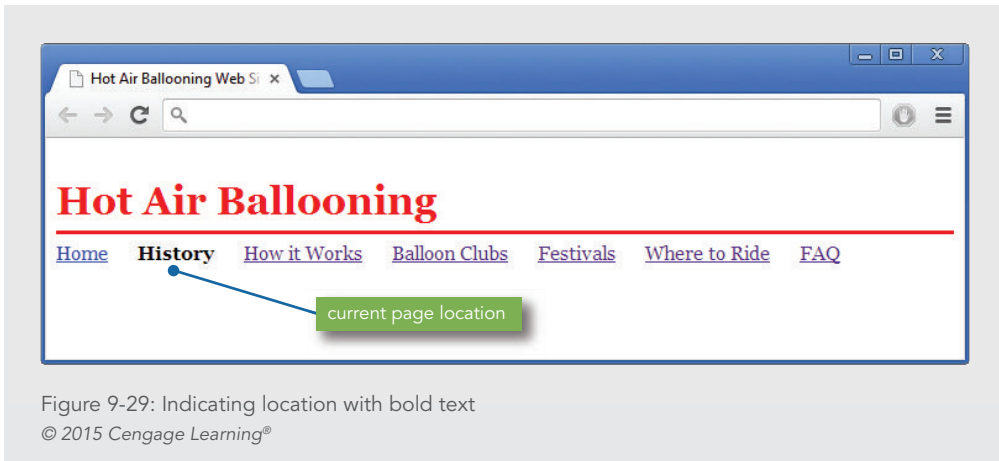 Hot Air Ballooning Web Si
Hot Air Ballooning
Home History How it Works Balloon Clubs Festivals Where to Ride FAQ
current page location
Figure 9-29: Indicating location with bold text
© 2015 Cengage Learning®